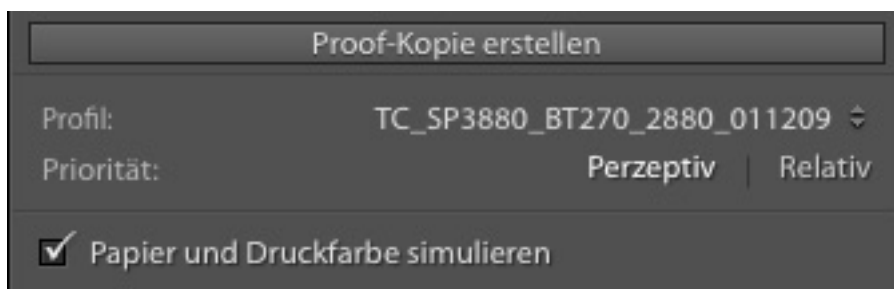 Proof-Kopie erstellen
Profil: TC_SP3880_BT270_2880_011209
Priorität: Perzeptiv | Relativ
Papier und Druckfarbe simulieren